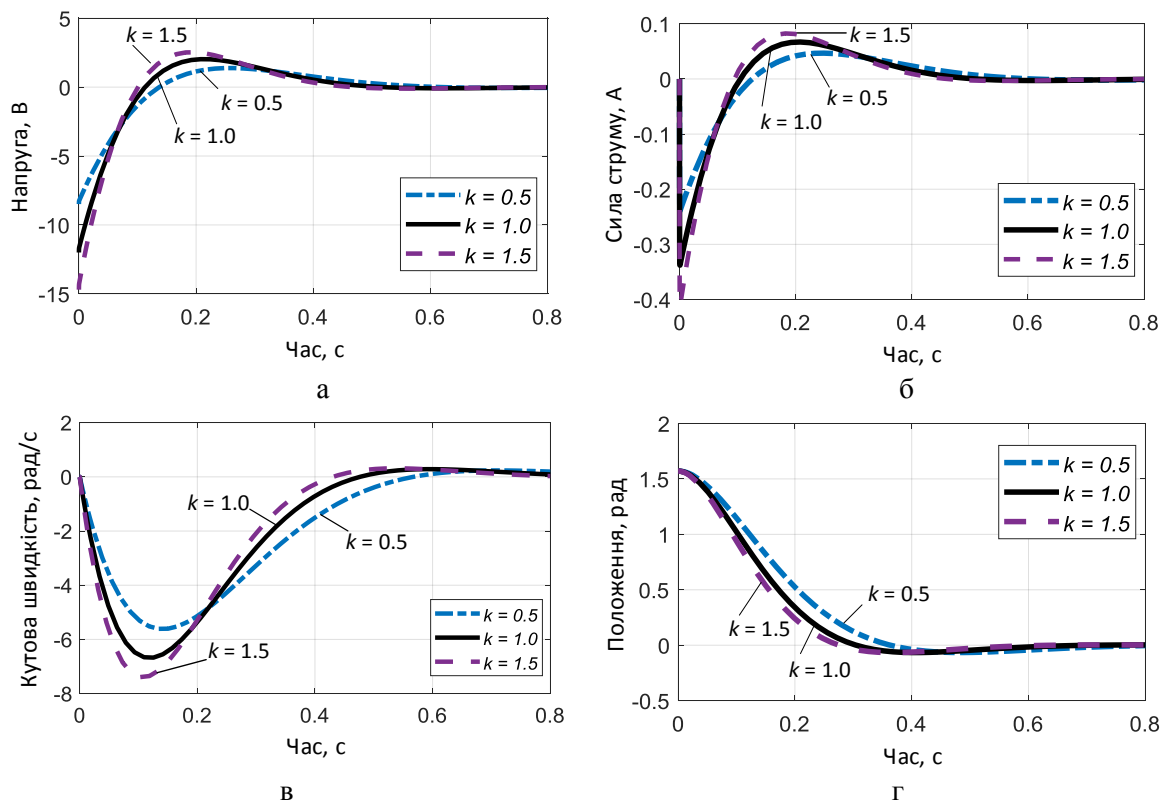 5
0
-5
-10
-15
Напруга, В
k = 1.5
k = 0.5
k = 1.0
k = 0.5
k = 1.0
k = 1.5
0
0.2
0.4
0.6
0.8
Час, с
а
0.1
0
-0.1
-0.2
-0.3
-0.4
Сила струму, А
k = 1.5
k = 0.5
k = 1.0
k = 0.5
k = 1.0
k = 1.5
0
0.2
0.4
0.6
0.8
Час, с
б
2
0
-2
-4
-6
-8
Кутова швидкість, рад/с
k = 1.0
k = 0.5
k = 1.5
k = 0.5
k = 1.0
k = 1.5
0
0.2
0.4
0.6
0.8
Час, с
в
2
1.5
1
0.5
0
-0.5
Положення, рад
k = 0.5
k = 1.0
k = 1.5
k = 0.5
k = 1.5
k = 1.0
0
0.2
0.4
0.6
0.8
Час, с
г